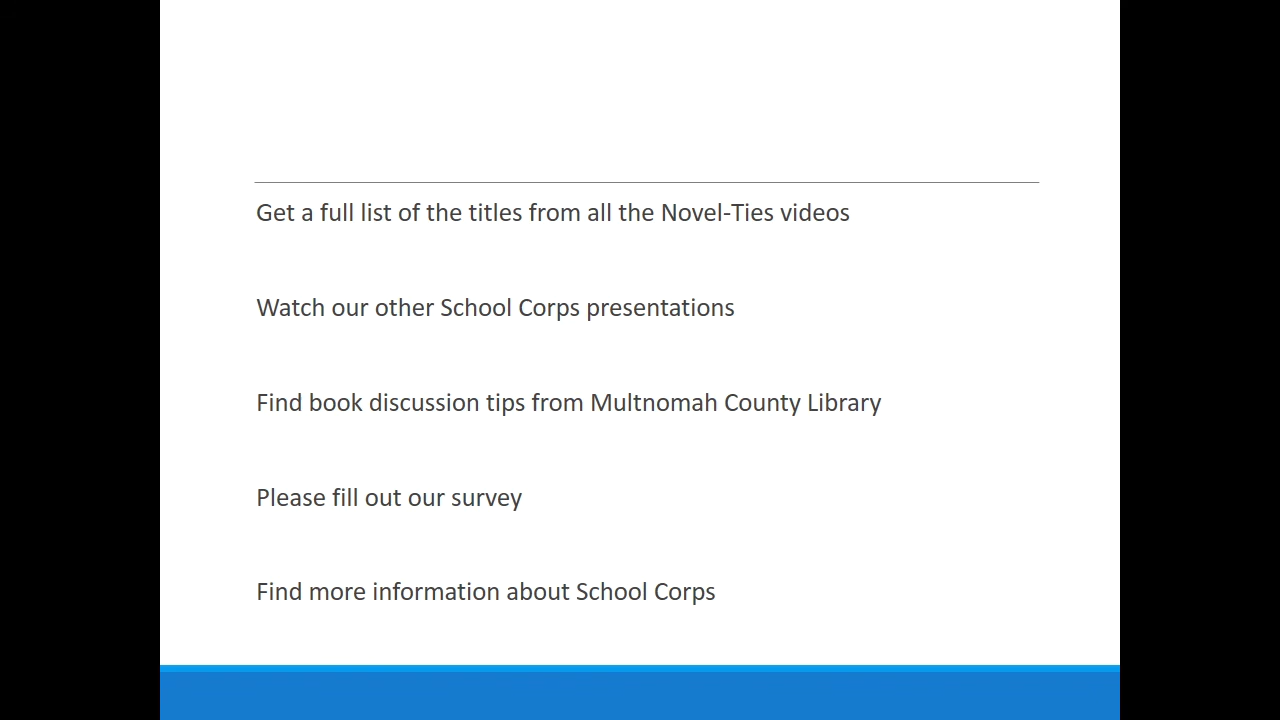 Get a full list of the titles from all the Novel-Ties videos
Watch our other School Corps presentations
Find book discussion tips from Multnomah County Library
Please fill out our survey
Find more information about School Corps